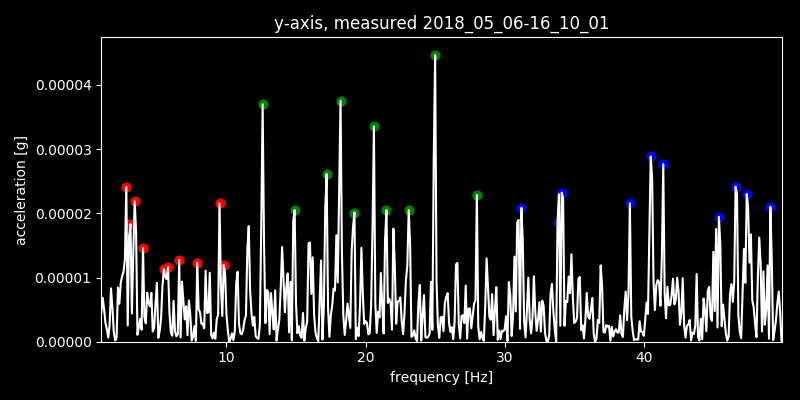 y-axis, measured 2018_05_06-16_10_01
0.00004
0.00003
0.00002
0.00001
0.00000
acceleration [g]
10 20 30 40
frequency [Hz]